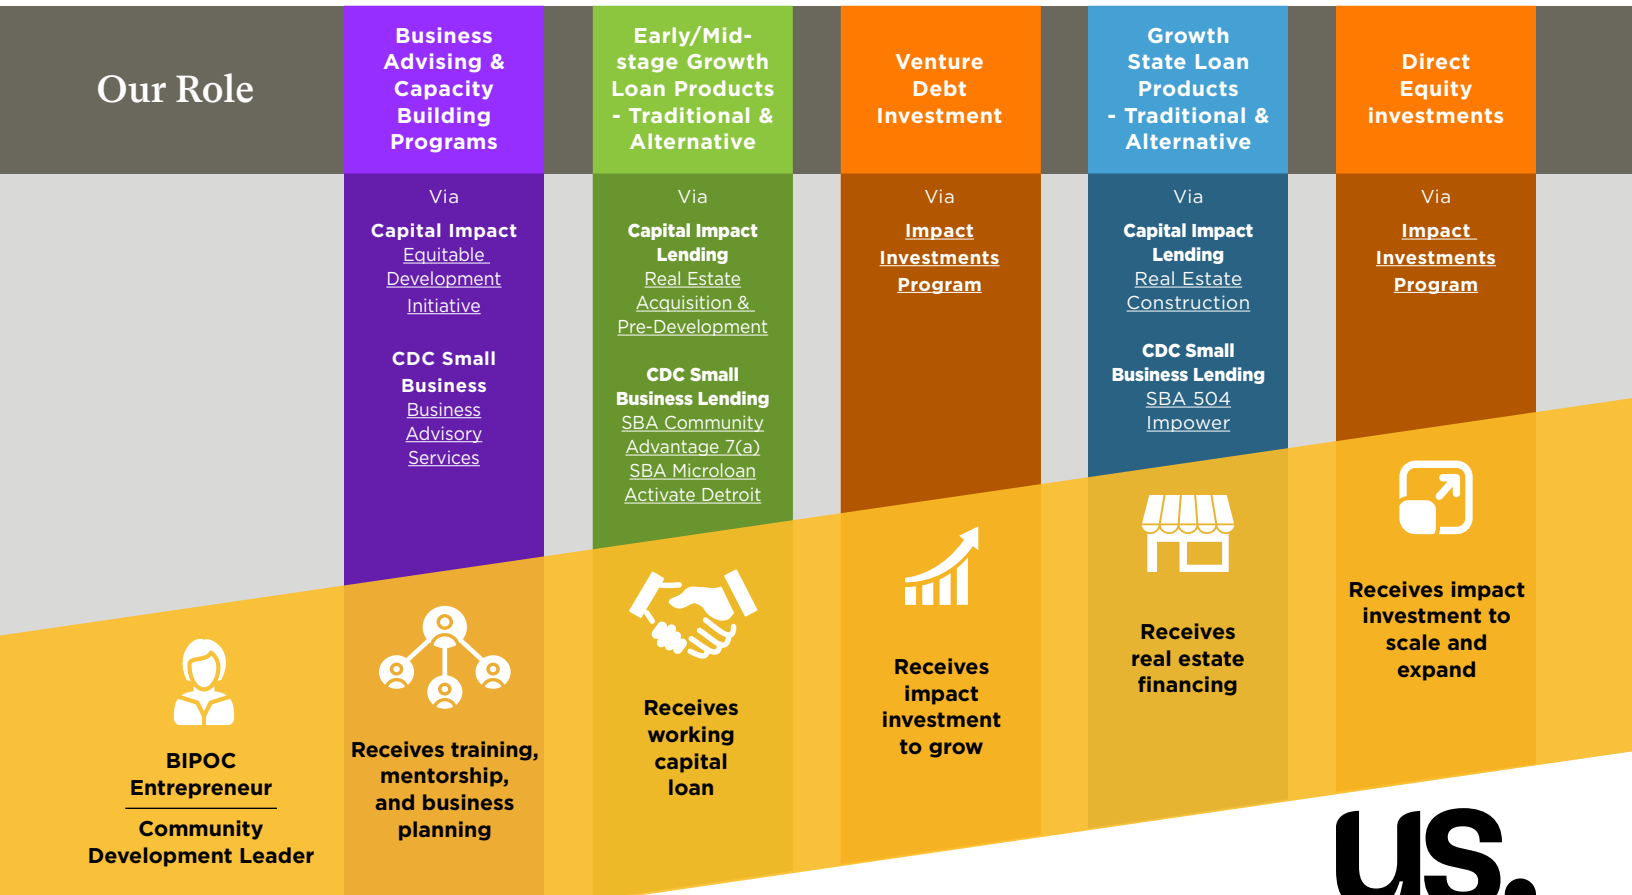 Our Role
Business
Advising &
Capacity
Building
Programs
Early/Mid-
stage Growth
Loan Products
- Traditional &
Alternative
Venture
Debt
Investment
Growth
State Loan
Products
- Traditional &
Alternative
Direct
Equity
investments
Via
Capital Impact
Equitable
Development
Initiative
CDC Small
Business
Business
Advisory
Services
Via
Capital Impact
Lending
Real Estate
Acquisition &
Pre-Development
CDC Small
Business Lending
SBA Community
Advantage 7(a)
SBA Microloan
Activate Detroit
Via
Impact
Investments
Program
Via
Capital Impact
Lending
Real Estate
Construction
CDC Small
Business Lending
SBA 504
Impower
Via
Impact
Investments
Program
BIPOC
Entrepreneur
Community
Development Leader
Receives training,
mentorship,
and business
planning
Receives
working
capital
loan
Receives
impact
investment
to grow
Receives
real estate
financing
Receives impact
investment to
scale and
expand
us.